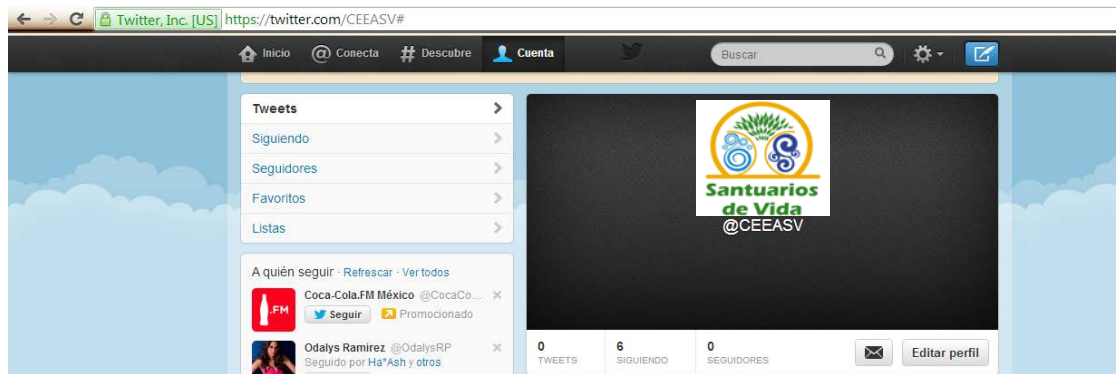 Twitter, Inc. [US] https://twitter.com/CEEASV#
Inicio @ Conecta # Descubre Cuenta Buscar
Tweets
Siguiendo
Seguidores
Favoritos
Listas
Santuarios
de Vida
@CEEASV
A quién seguir · Refrescar · Ver todos
Coca-Cola.FM México @CocaCo...
.FM
Seguir Promocionado
Odalys Ramirez @OdalysRP
Seguido por Ha*Ash y otros
0 6 0
TWEETS SIGUIENDO SEGUIDORES
Editar perfil